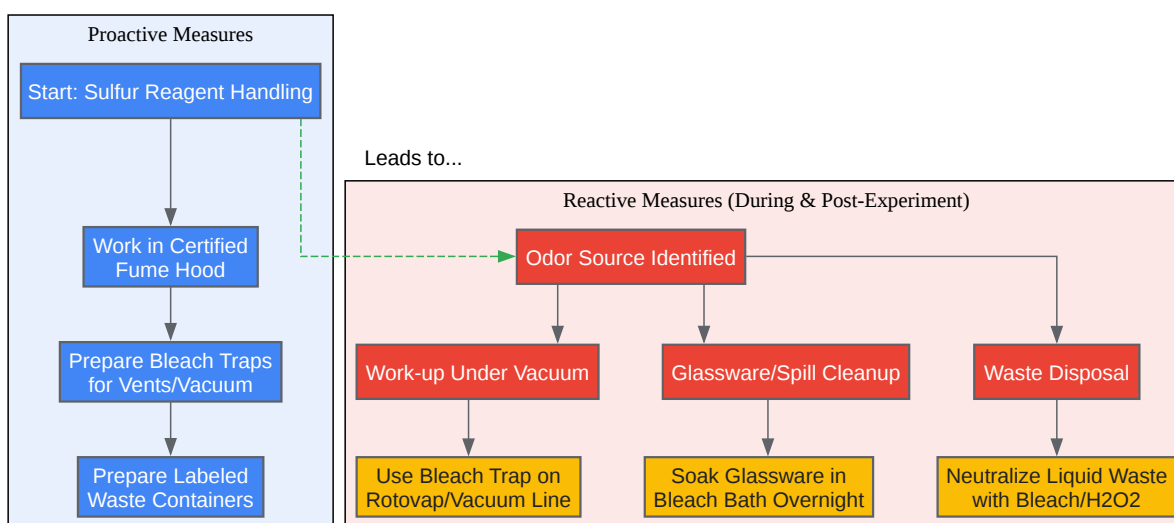 Proactive Measures
Start: Sulfur Reagent Handling
Work in Certified
Fume Hood
Prepare Bleach Traps
for Vents/Vacuum
Prepare Labeled
Waste Containers
Leads to...
Reactive Measures (During & Post-Experiment)
Odor Source Identified
Work-up Under Vacuum
Glassware/Spill Cleanup
Waste Disposal
Use Bleach Trap on
Rotovap/Vacuum Line
Soak Glassware in
Bleach Bath Overnight
Neutralize Liquid Waste
with Bleach/H2O2